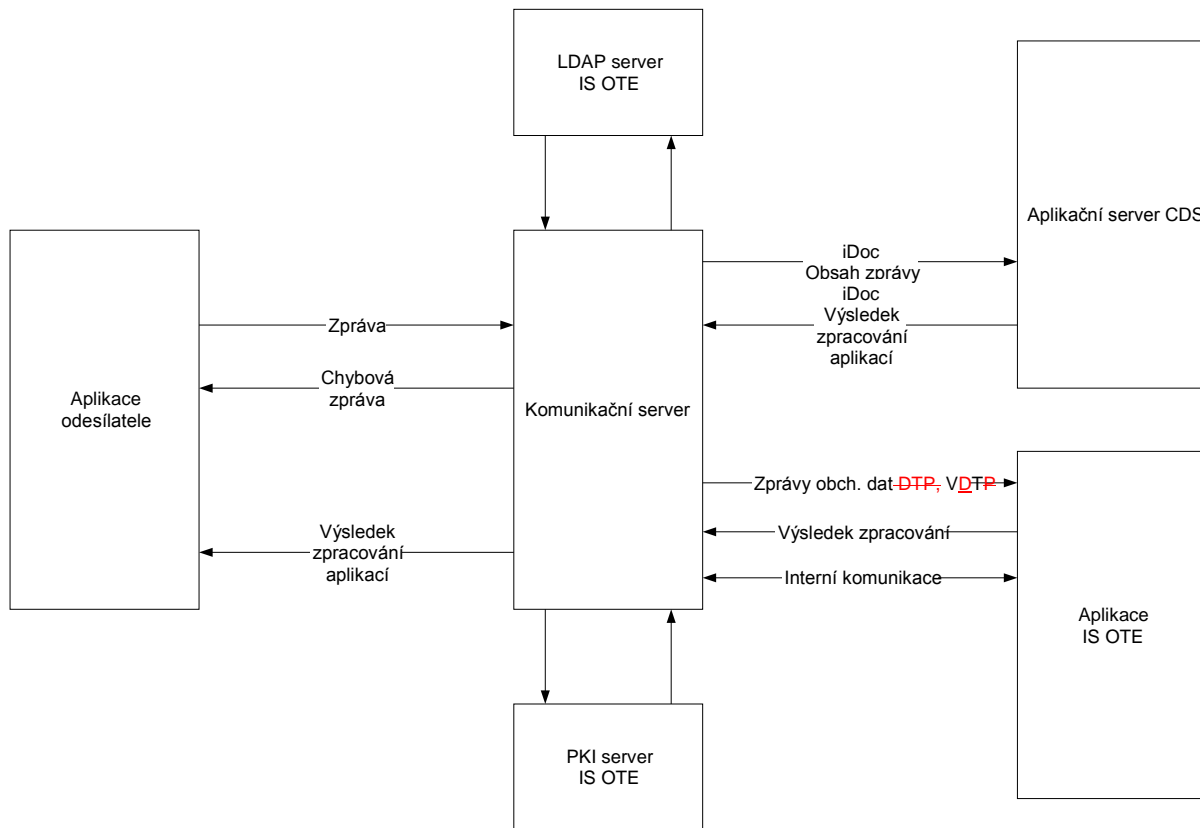 LDAP server
IS OTE
Aplikační server CDS
iDoc
Obsah zprávy
iDoc
Výsledek
zpracování
aplikací
Zpráva
Chybová
zpráva
Aplikace
odesílatele
Komunikační server
Zprávy obch. dat DTP, VDTP
Výsledek zpracování
Interní komunikace
Výsledek
zpracování
aplikací
Aplikace
IS OTE
PKI server
IS OTE